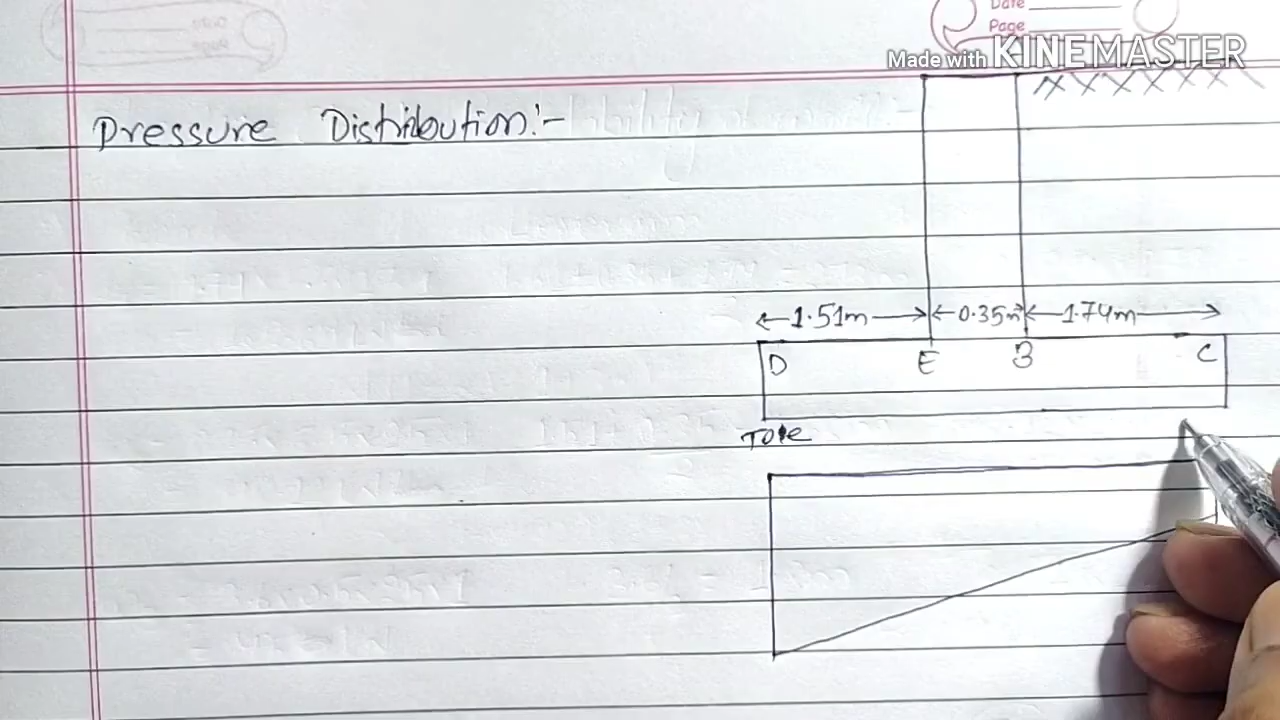 Date
Page
Made with KINEMASTER
Pressure Distribution:-
1.51m 0.35m 1.74m
D E B C
Toe